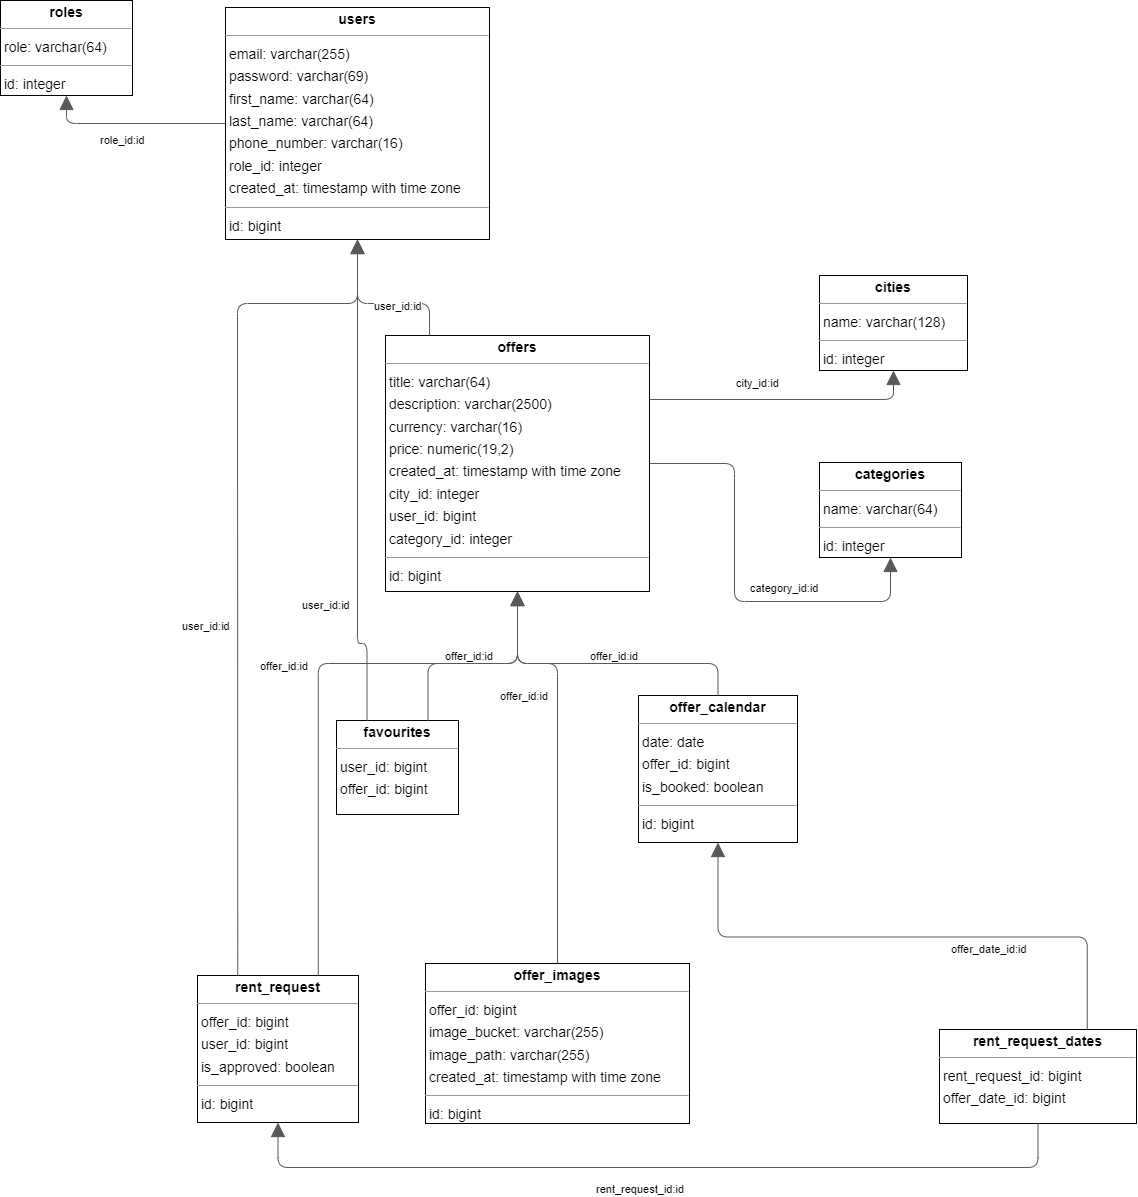 roles
role: varchar(64)
id: integer
users
email: varchar(255)
password: varchar(69)
first_name: varchar(64)
last_name: varchar(64)
phone_number: varchar(16)
role_id: integer
created_at: timestamp with time zone
id: bigint
role_id:id
user_id:id
cities
name: varchar(128)
id: integer
offers
title: varchar(64)
description: varchar(2500)
currency: varchar(16)
price: numeric(19,2)
created_at: timestamp with time zone
city_id: integer
user_id: bigint
category_id: integer
id: bigint
city_id:id
categories
name: varchar(64)
id: integer
category_id:id
user_id:id
user_id:id
offer_id:id
offer_id:id
offer_id:id
offer_id:id
favourites
user_id: bigint
offer_id: bigint
offer_calendar
date: date
offer_id: bigint
is_booked: boolean
id: bigint
offer_date_id:id
rent_request
offer_id: bigint
user_id: bigint
is_approved: boolean
id: bigint
offer_images
offer_id: bigint
image_bucket: varchar(255)
image_path: varchar(255)
created_at: timestamp with time zone
id: bigint
rent_request_dates
rent_request_id: bigint
offer_date_id: bigint
rent_request_id:id